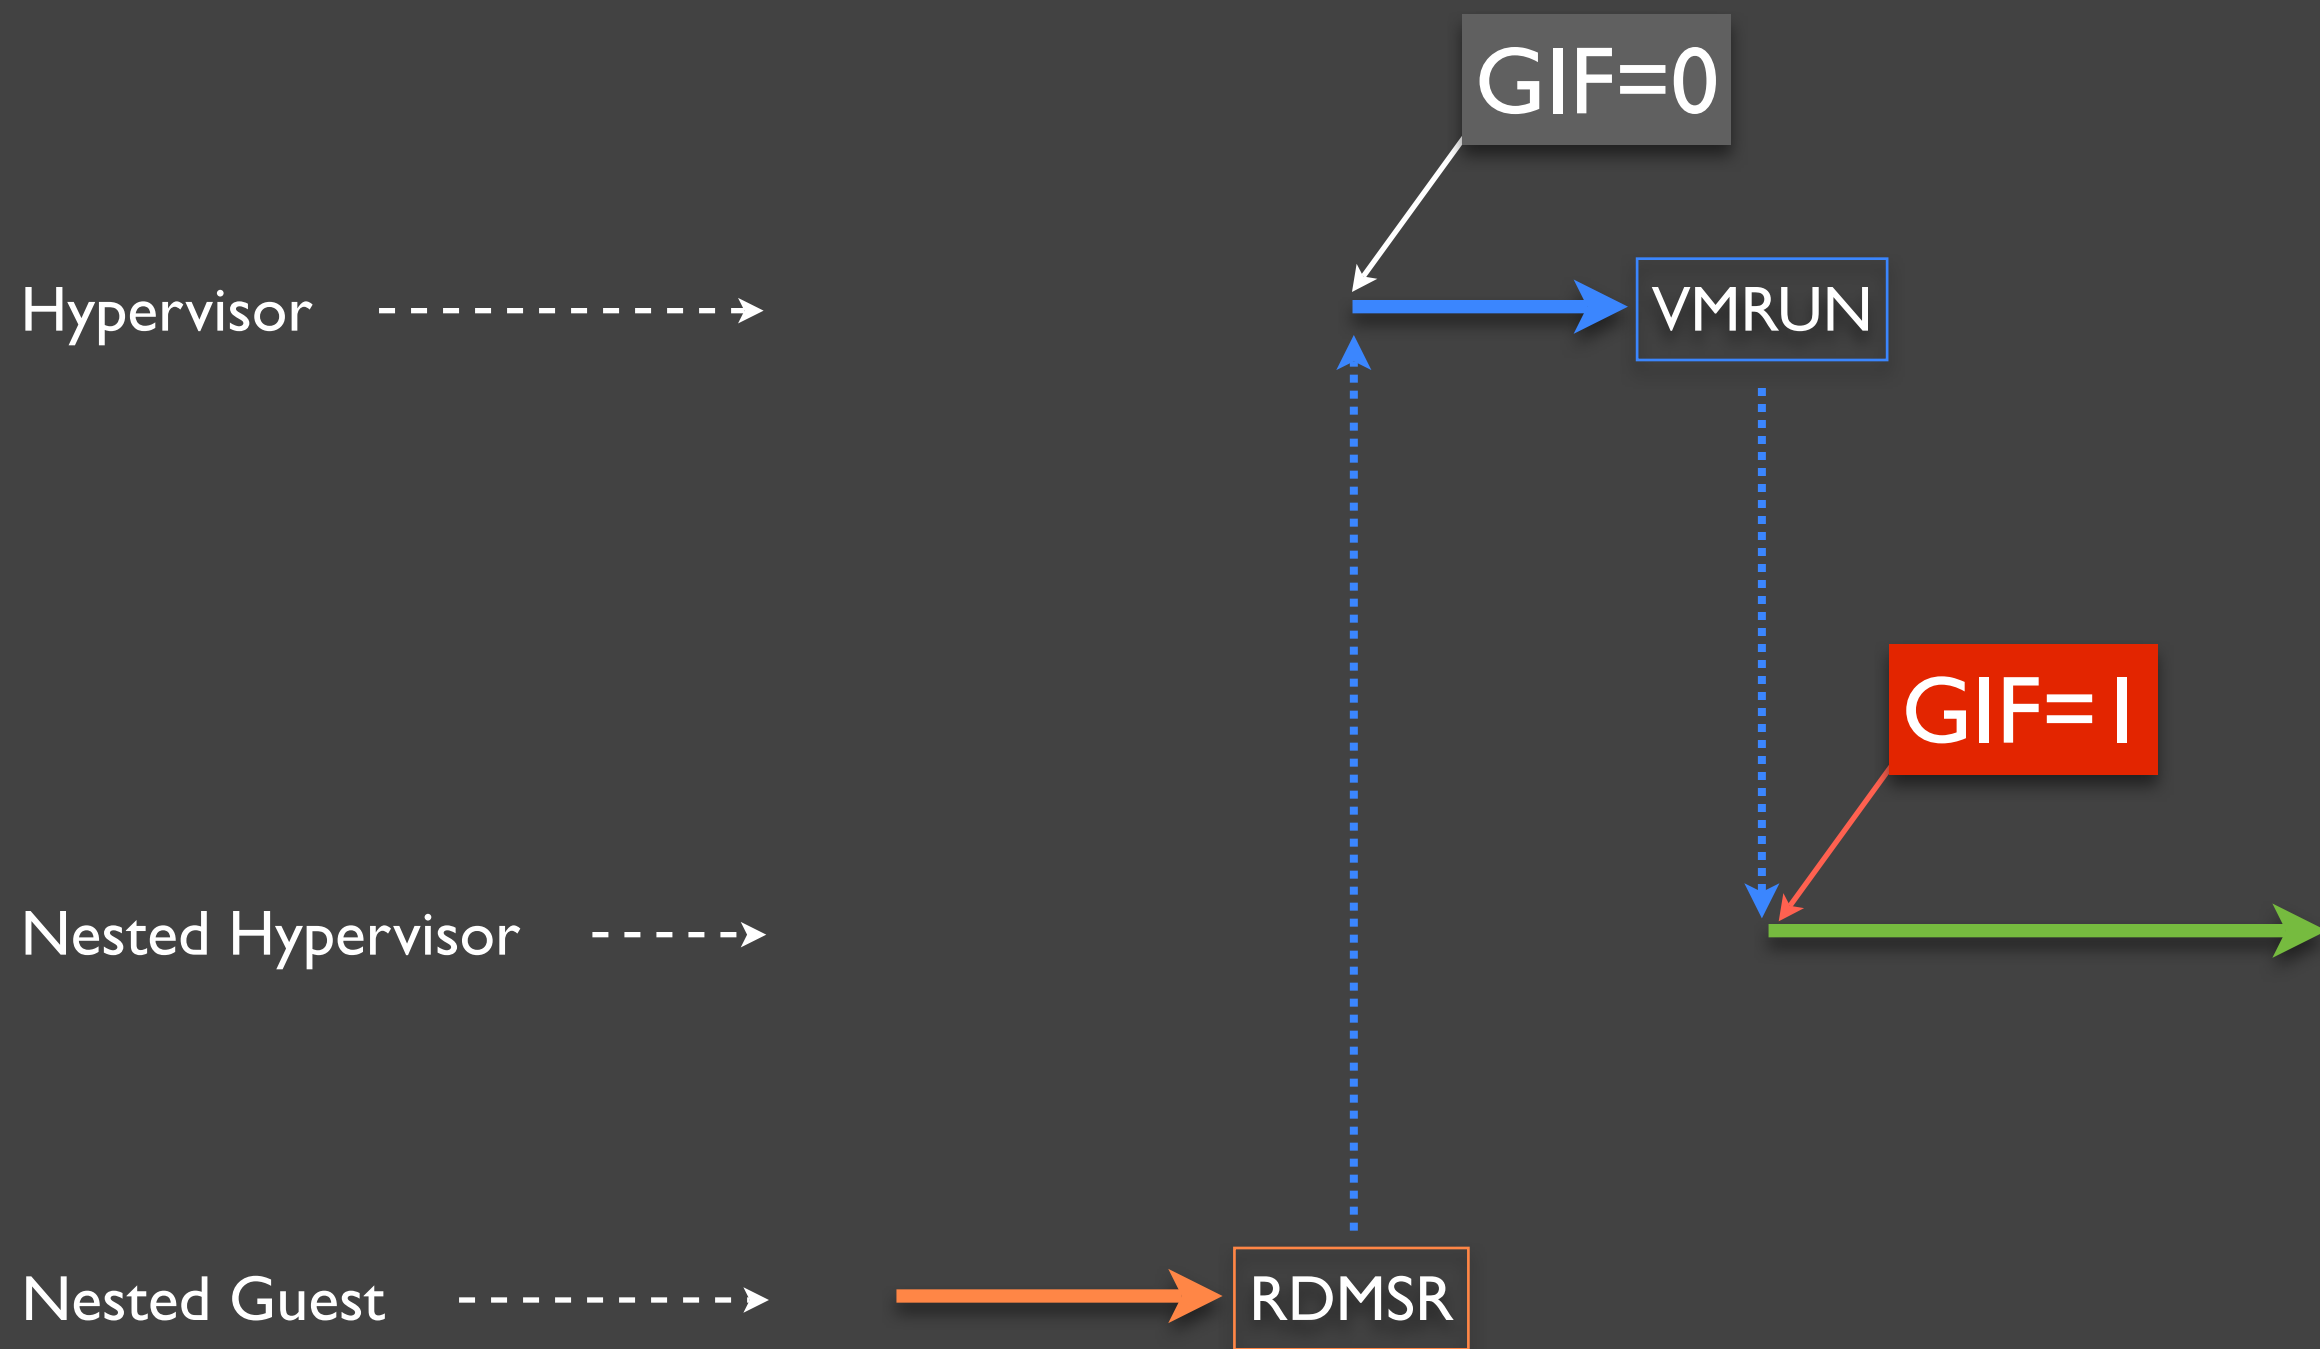 GIF=0
Hypervisor
VMRUN
GIF=1
Nested Hypervisor
Nested Guest
RDMSR